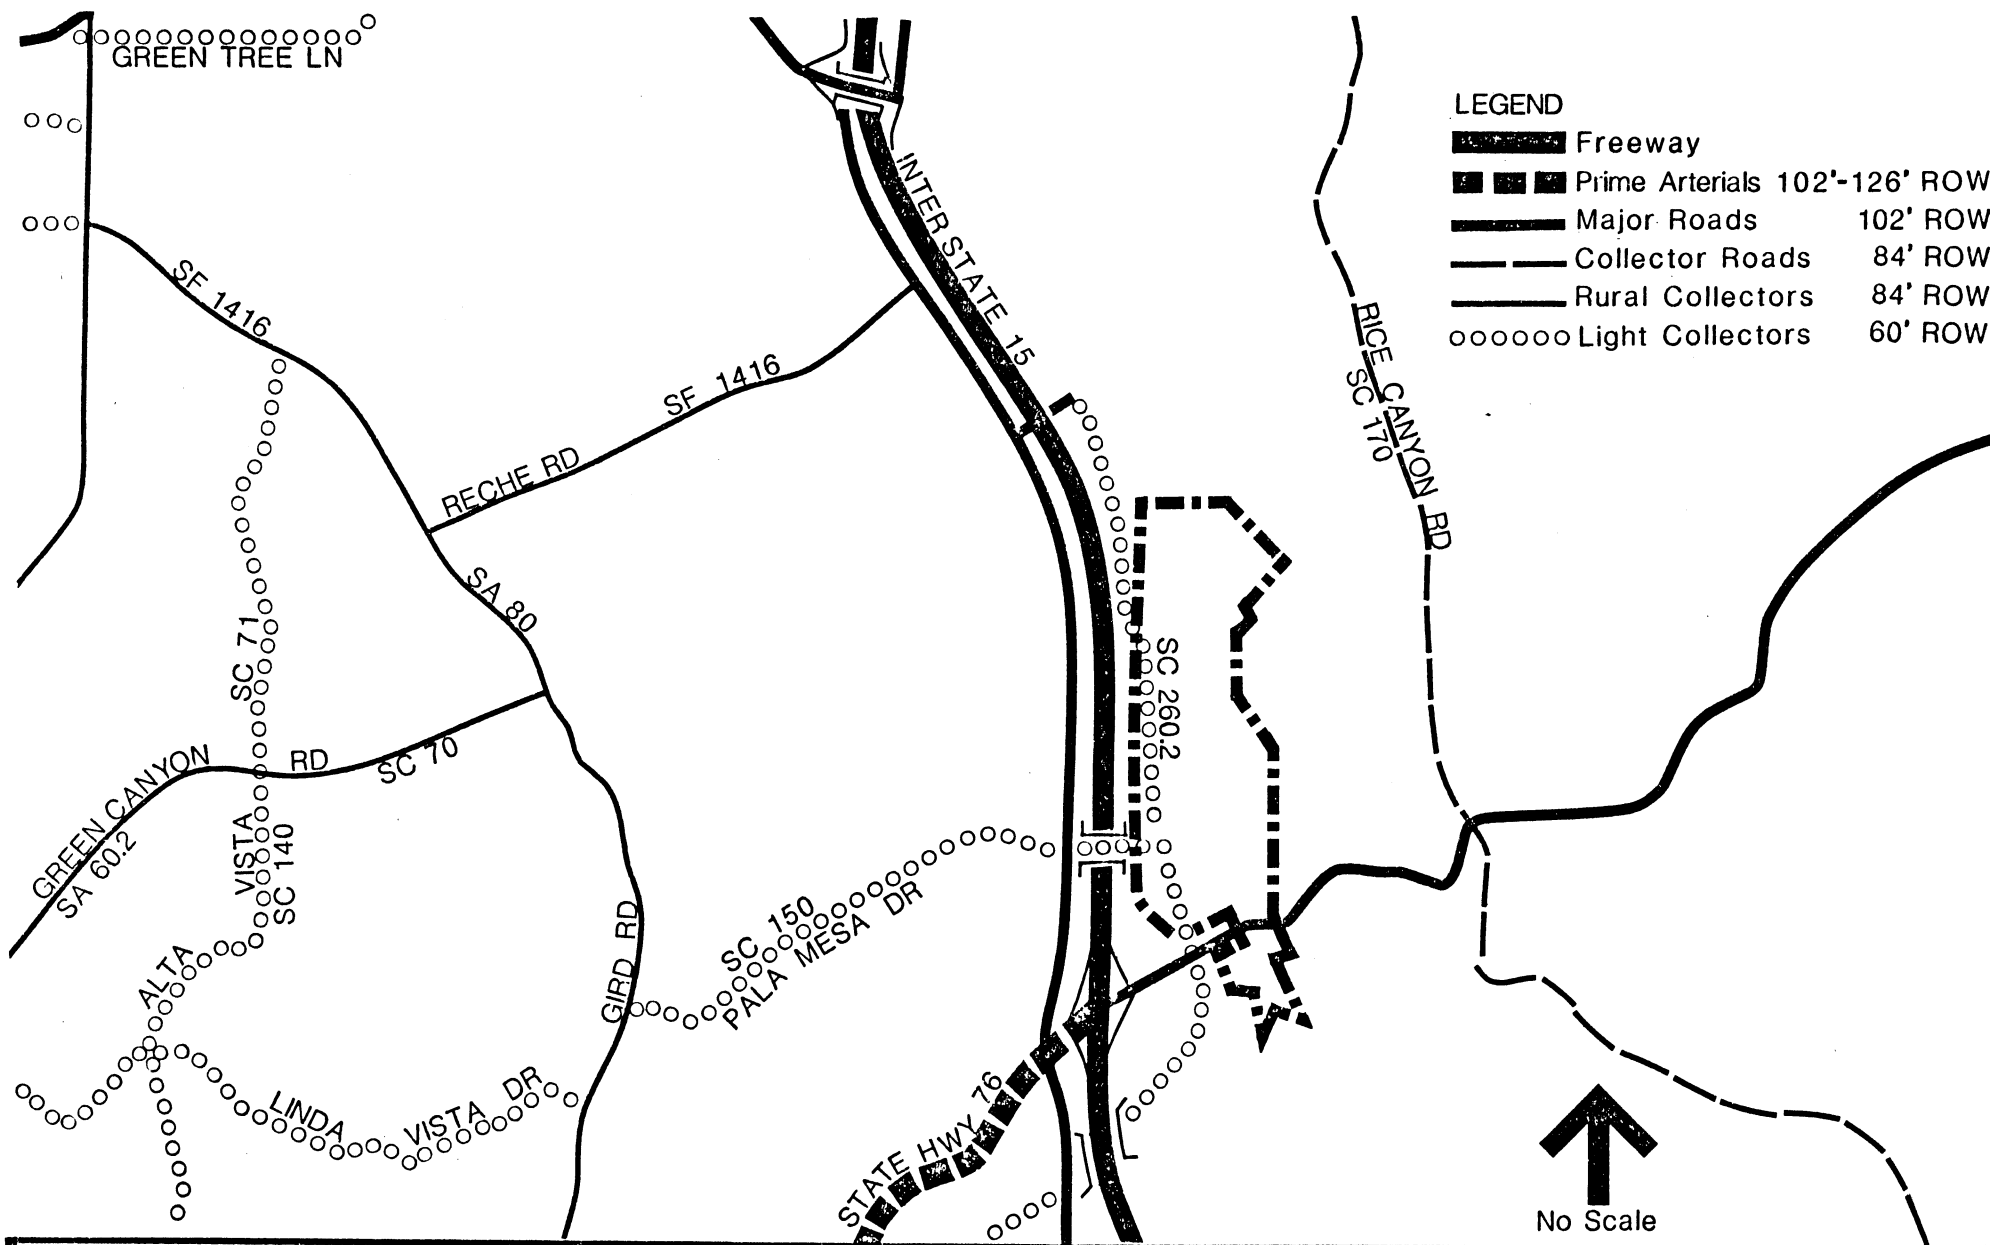 GREEN TREE LN
LEGEND
Freeway
Prime Arterials 102'-126' ROW
Major Roads 102' ROW
Collector Roads 84' ROW
Rural Collectors 84' ROW
Light Collectors 60' ROW
INTERSTATE 15
SF 1416
SF 1416
RECHE RD
RICE CANYON RD
SC 170
SA 80
SC 71
SC 260.2
GREEN CANYON RD
SC 70
SA 60.2
VISTA
SC 140
ALTA
GIRD RD
SC 150
PALA MESA DR
LINDA VISTA DR
STATE HWY 76
No Scale